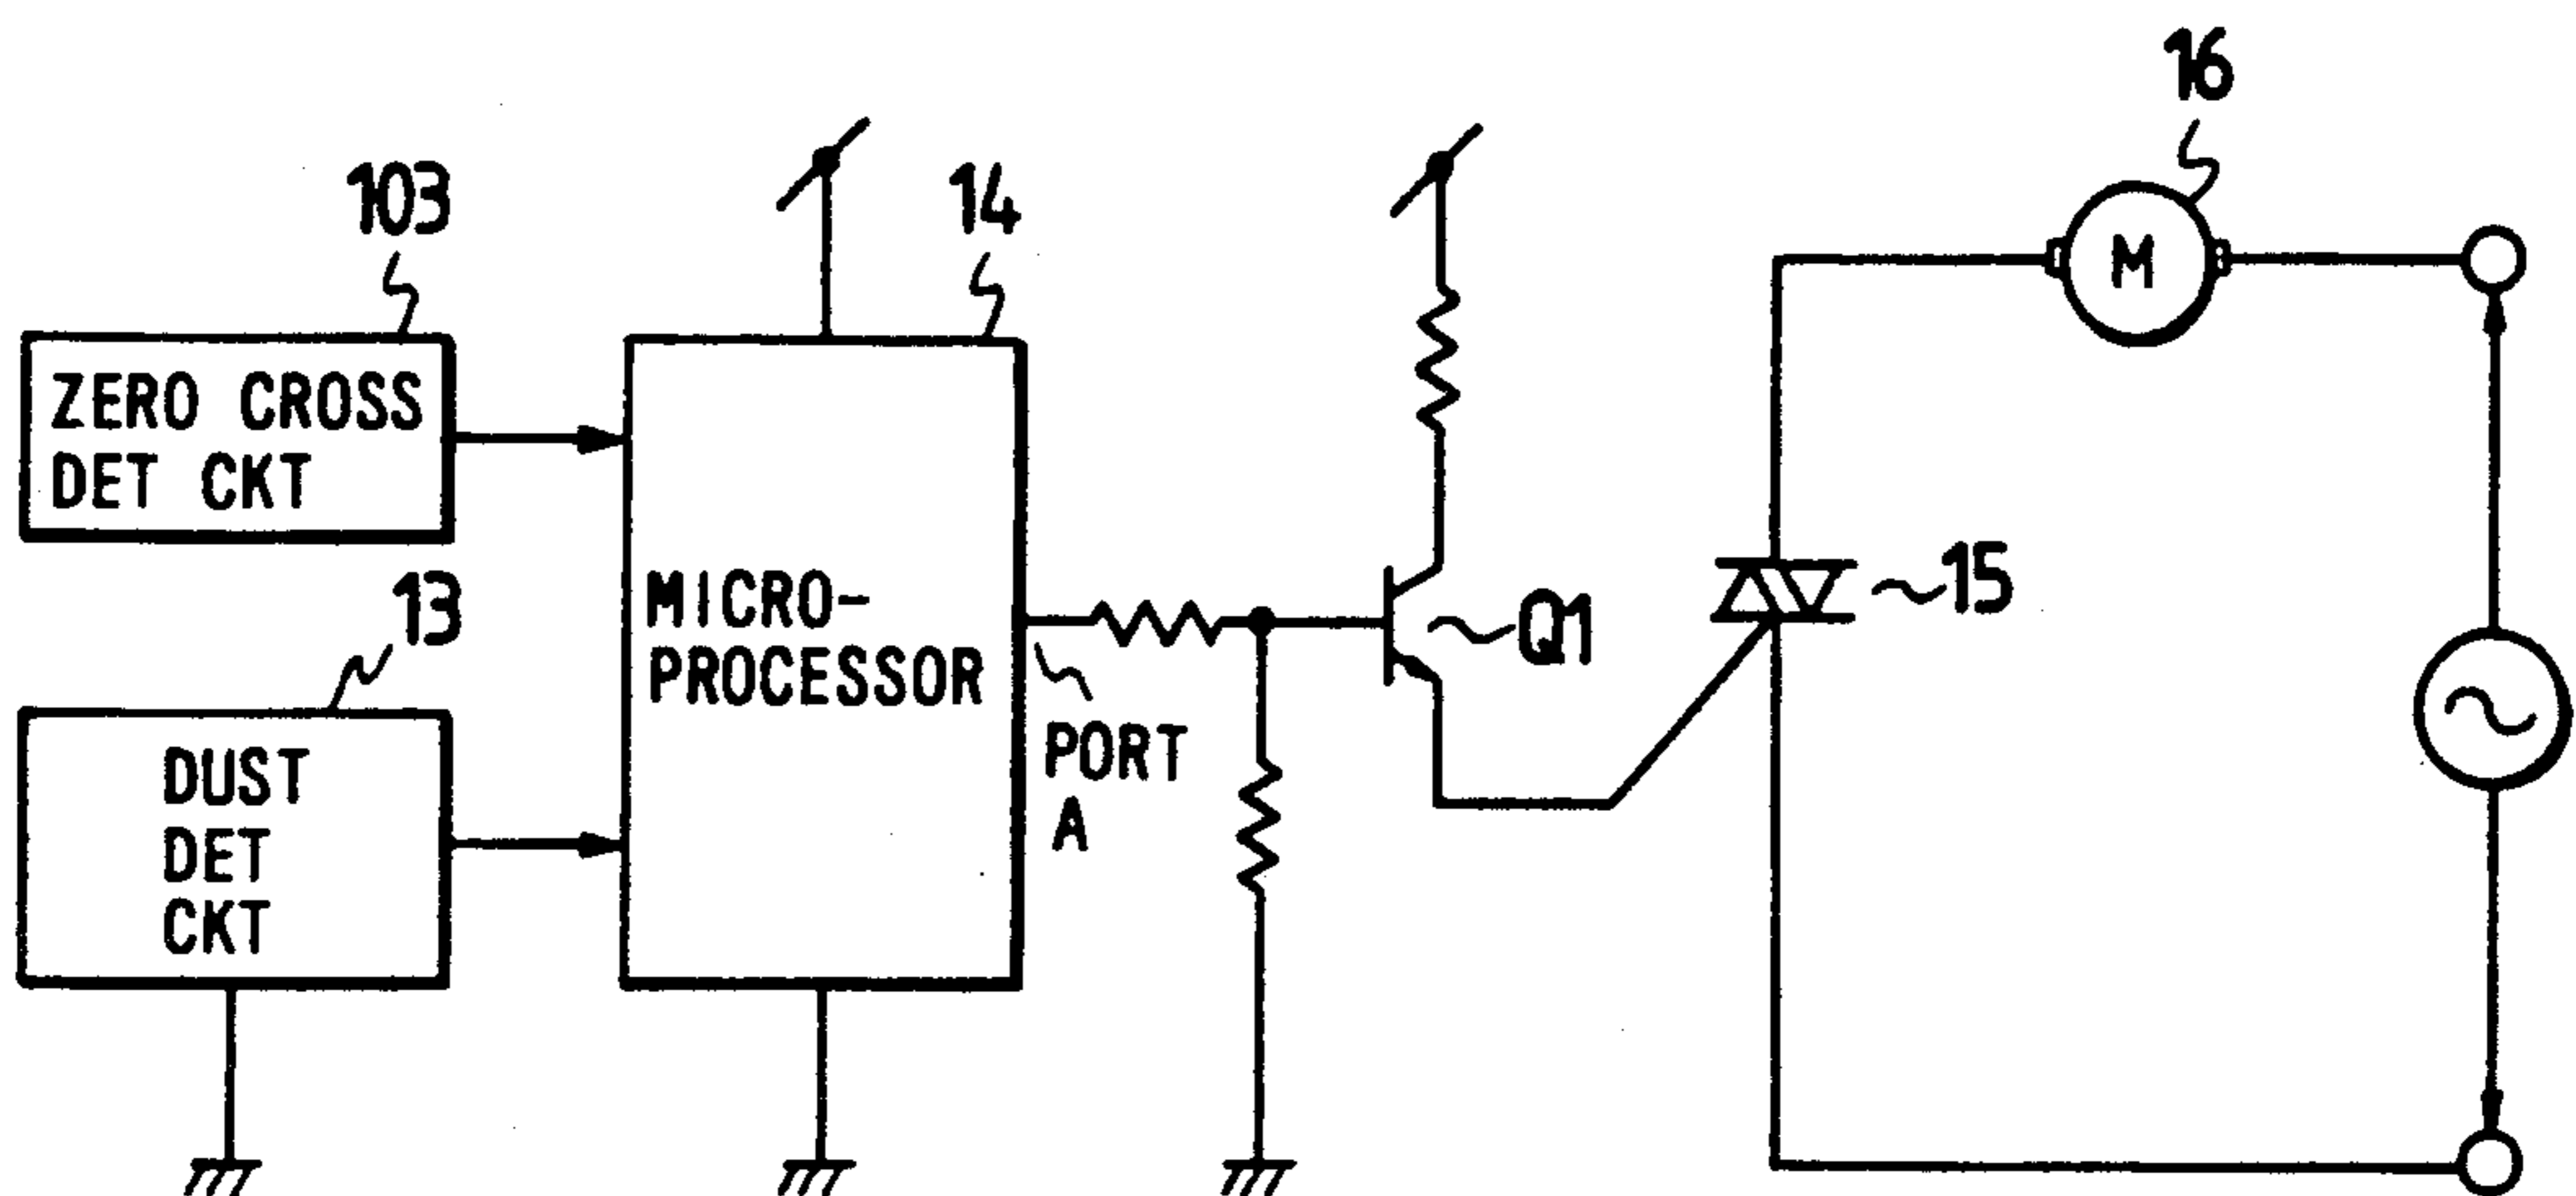 16
103
14
ZERO CROSS
DET CKT
M
13
15
MICRO-
PROCESSOR
Q1
PORT
A
DUST
DET
CKT